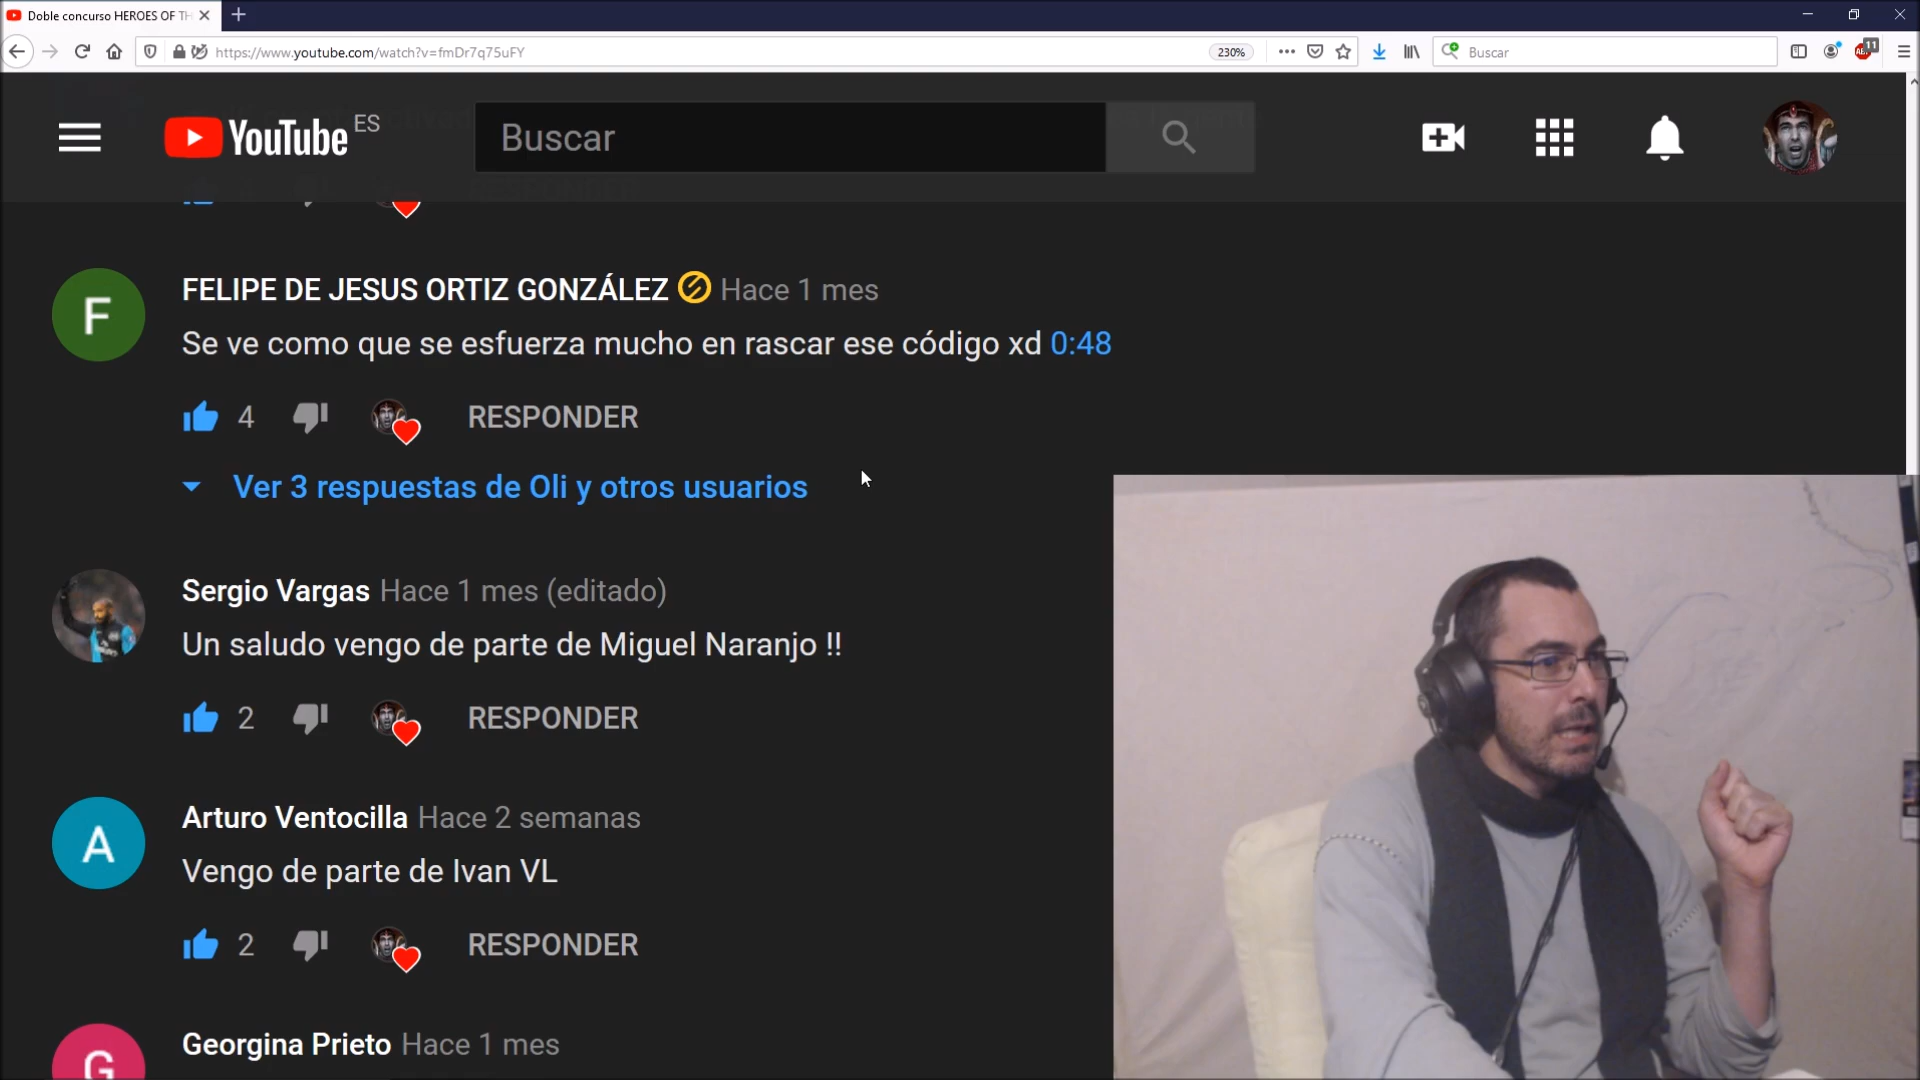 Doble concurso HEROES OF TH
https://www.youtube.com/watch?v=fmDr7q75uFY
230%
Buscar
11
YouTube ES
Buscar
RESPONDER
F
FELIPE DE JESUS ORTIZ GONZÁLEZ Hace 1 mes
Se ve como que se esfuerza mucho en rascar ese código xd 0:48
4 RESPONDER
Ver 3 respuestas de Oli y otros usuarios
Sergio Vargas Hace 1 mes (editado)
Un saludo vengo de parte de Miguel Naranjo !!
2 RESPONDER
A
Arturo Ventocilla Hace 2 semanas
Vengo de parte de Ivan VL
2 RESPONDER
G
Georgina Prieto Hace 1 mes